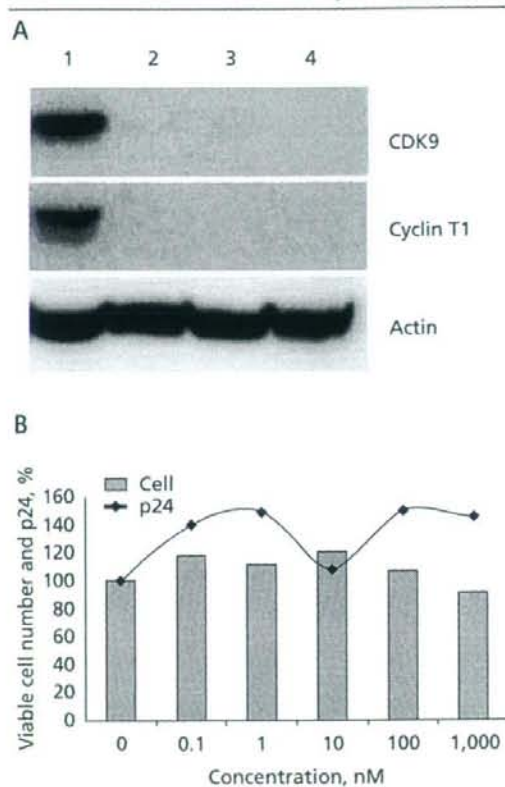 A
1 2 3 4
CDK9
Cyclin T1
Actin
B
Cell
p24
Viable cell number and p24, %
160
140
120
100
80
60
40
20
0
0 0.1 1 10 100 1,000
Concentration, nM